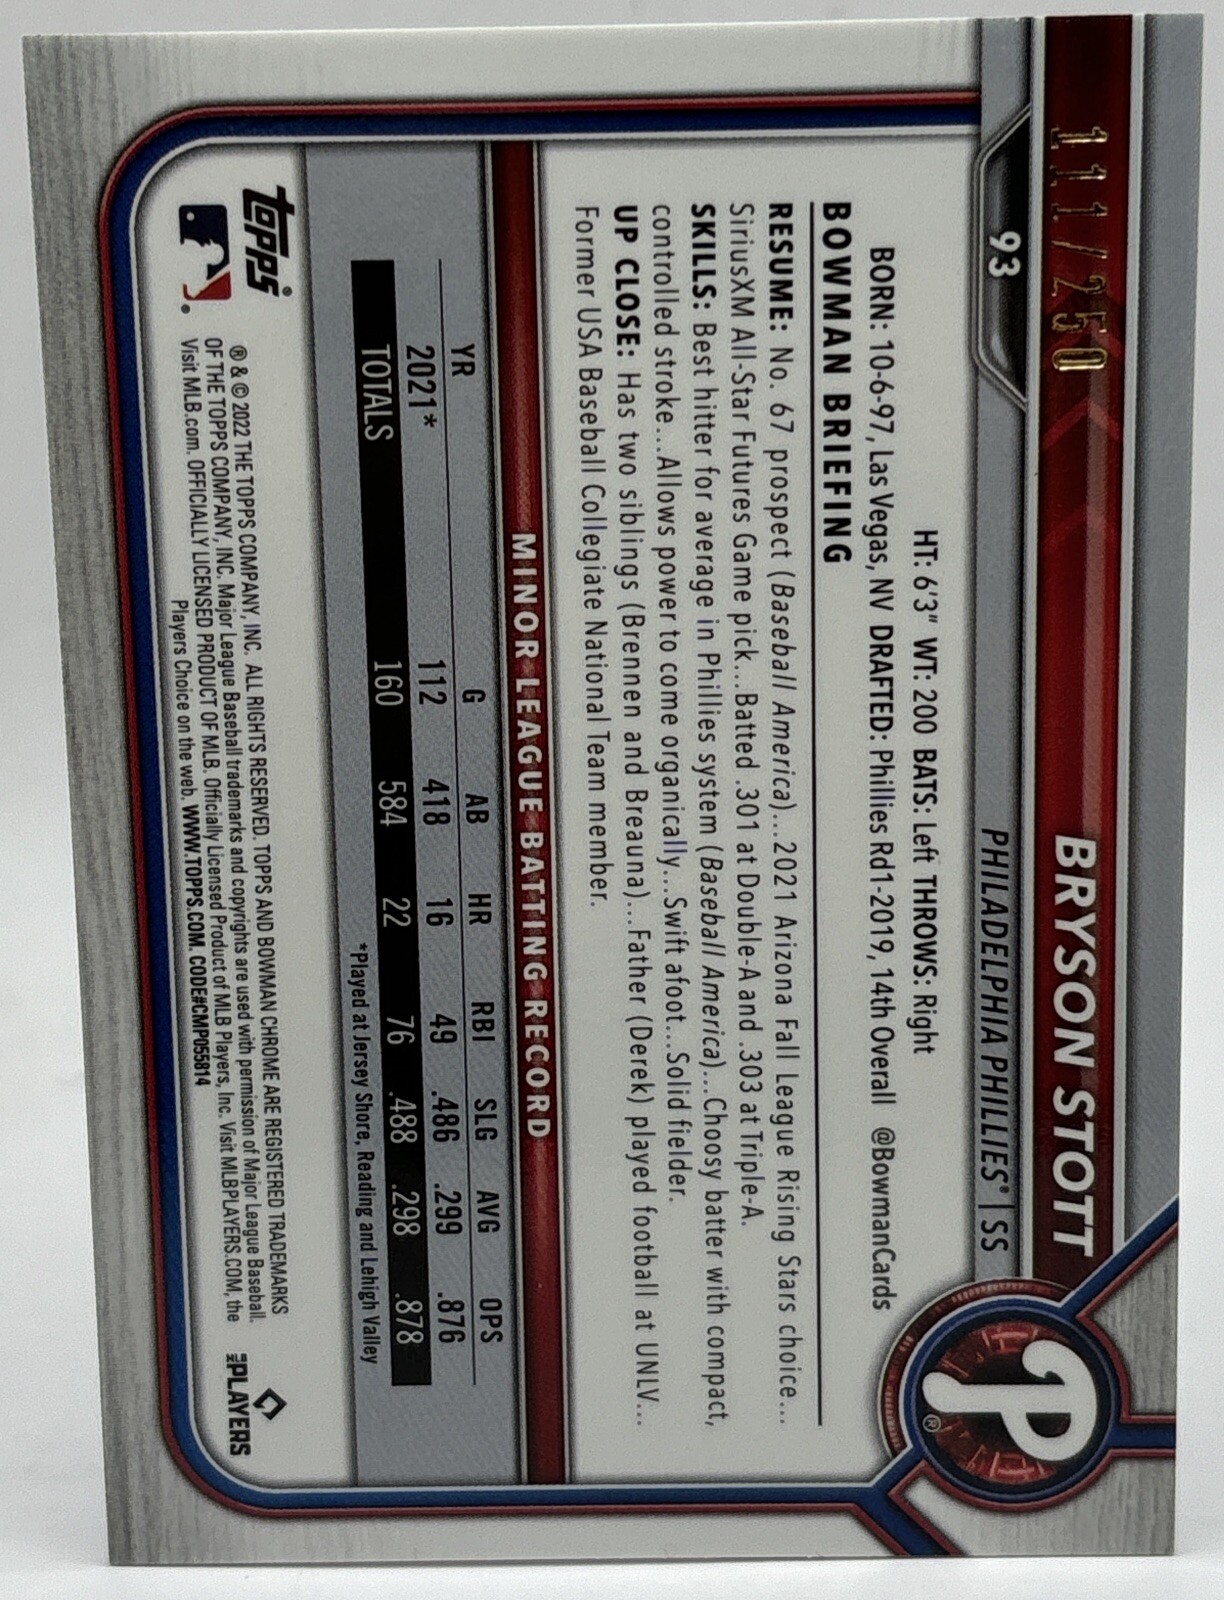 111/250
93
BRYSON STOTT
PHILADELPHIA PHILLIES® | SS
P
®
HT: 6'3" WT: 200 BATS: Left THROWS: Right
BORN: 10-6-97, Las Vegas, NV DRAFTED: Phillies Rd1-2019, 14th Overall @BowmanCards
BOWMAN BRIEFING
RESUME: No. 67 prospect (Baseball America)...2021 Arizona Fall League Rising Stars choice...
SiriusXM All-Star Futures Game pick...Batted .301 at Double-A and .303 at Triple-A.
SKILLS: Best hitter for average in Phillies system (Baseball America)...Choosy batter with compact,
controlled stroke...Allows power to come organically...Swift afoot...Solid fielder.
UP CLOSE: Has two siblings (Brennen and Breauna)...Father (Derek) played football at UNLV...
Former USA Baseball Collegiate National Team member.
MINOR LEAGUE BATTING RECORD
YR G AB HR RBI SLG AVG OPS
2021* 112 418 16 49 .486 .299 .876
TOTALS 160 584 22 76 .488 .298 .878
*Played at Jersey Shore, Reading and Lehigh Valley
topps®
® & © 2022 THE TOPPS COMPANY, INC. ALL RIGHTS RESERVED. TOPPS AND BOWMAN CHROME ARE REGISTERED TRADEMARKS
OF THE TOPPS COMPANY, INC. Major League Baseball trademarks and copyrights are used with permission of Major League Baseball.
Visit MLB.com. OFFICIALLY LICENSED PRODUCT OF MLB. Officially Licensed Product of MLB Players, Inc. Visit MLBPLAYERS.COM, the
Players Choice on the web. WWW.TOPPS.COM. CODE#CMP055814
MLB PLAYERS